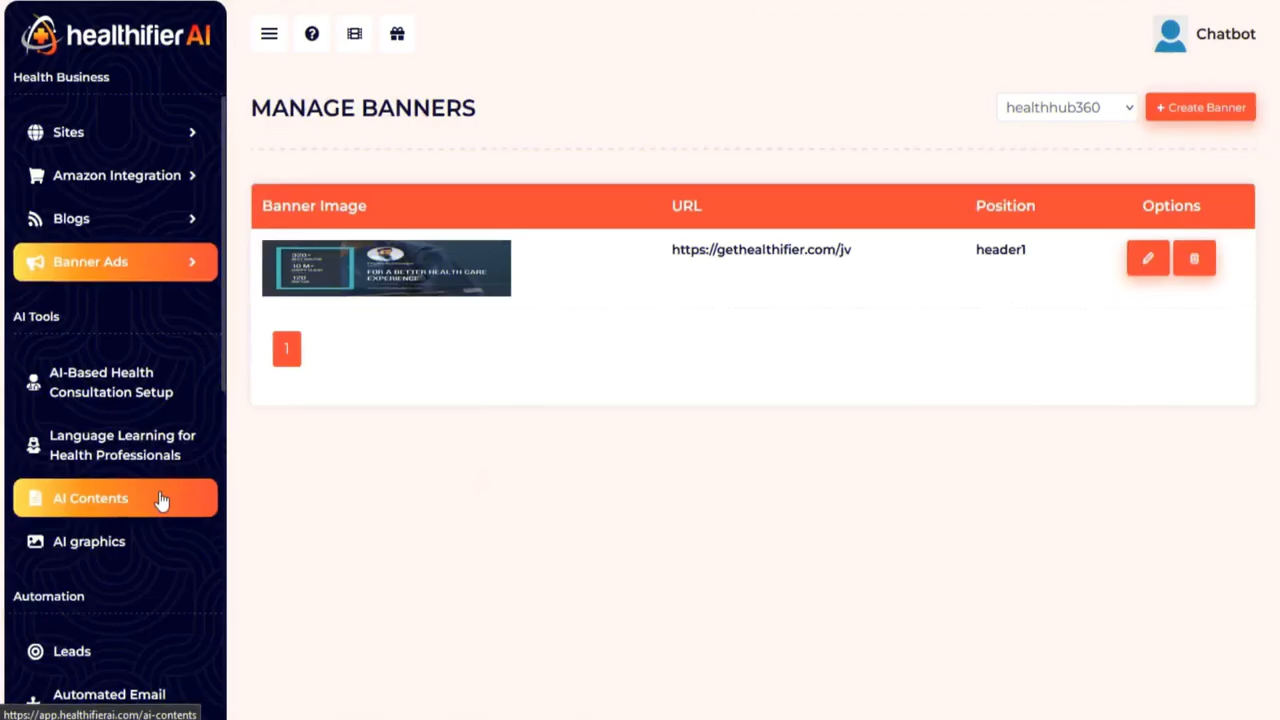 healthifier AI
Chatbot
Health Business
MANAGE BANNERS
healthhub360
+ Create Banner
Sites
Amazon Integration
Blogs
Banner Ads
Banner Image
URL
Position
Options
320+
10 M+
120
FOR A BETTER HEALTH CARE
EXPERIENCE
https://gethealthifier.com/jv
header1
1
AI Tools
AI-Based Health
Consultation Setup
Language Learning for
Health Professionals
AI Contents
AI graphics
Automation
Leads
Automated Email
https://app.healthifierai.com/ai-contents